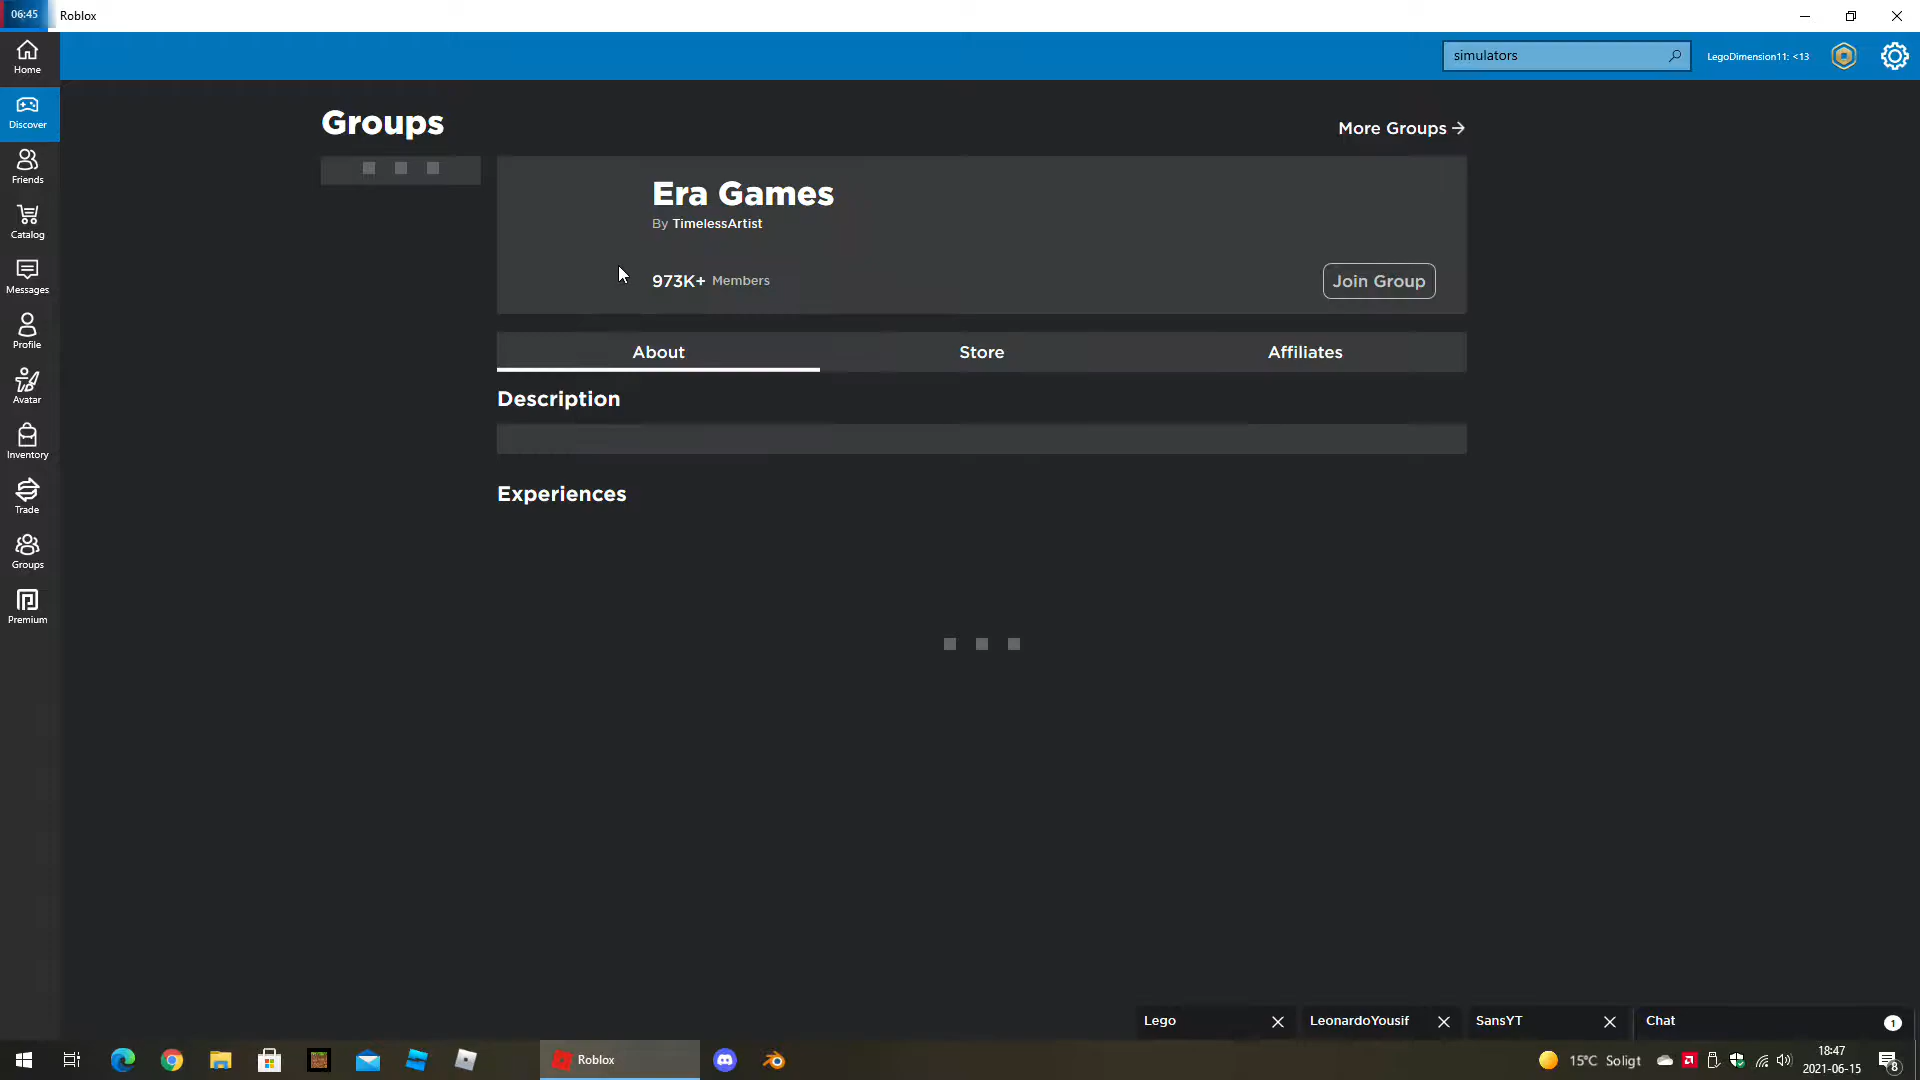 06:45
Roblox
Home
simulators
LegoDimension11: <13
Discover
Friends
Catalog
Messages
Profile
Avatar
Inventory
Trade
Groups
Premium
Groups
More Groups
Era Games
By TimelessArtist
973K+ Members
Join Group
About
Store
Affiliates
Description
Experiences
Lego
LeonardoYousif
SansYT
Chat
1
Roblox
15°C Soligt
18:47
2021-06-15
8